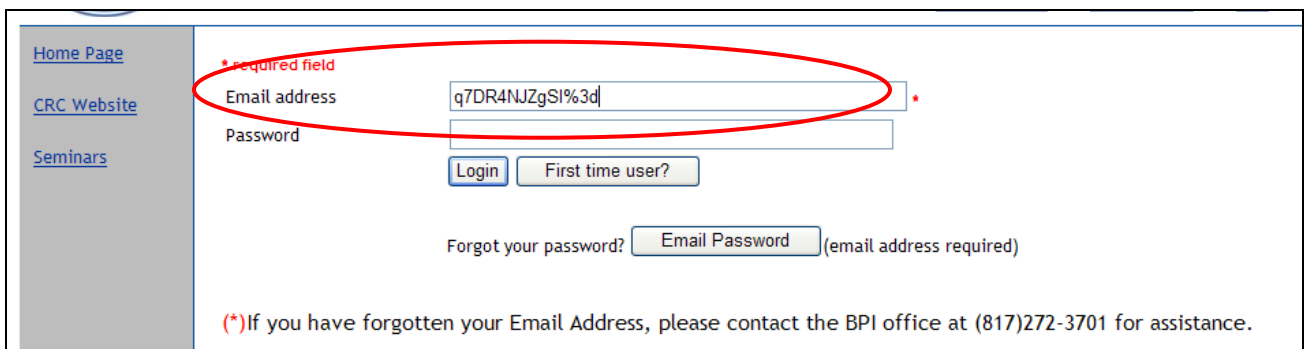 Home Page
CRC Website
Seminars
* required field
Email address q7DR4NJZgSI%3d *
Password
Login First time user?
Forgot your password? Email Password (email address required)
(*)If you have forgotten your Email Address, please contact the BPI office at (817)272-3701 for assistance.